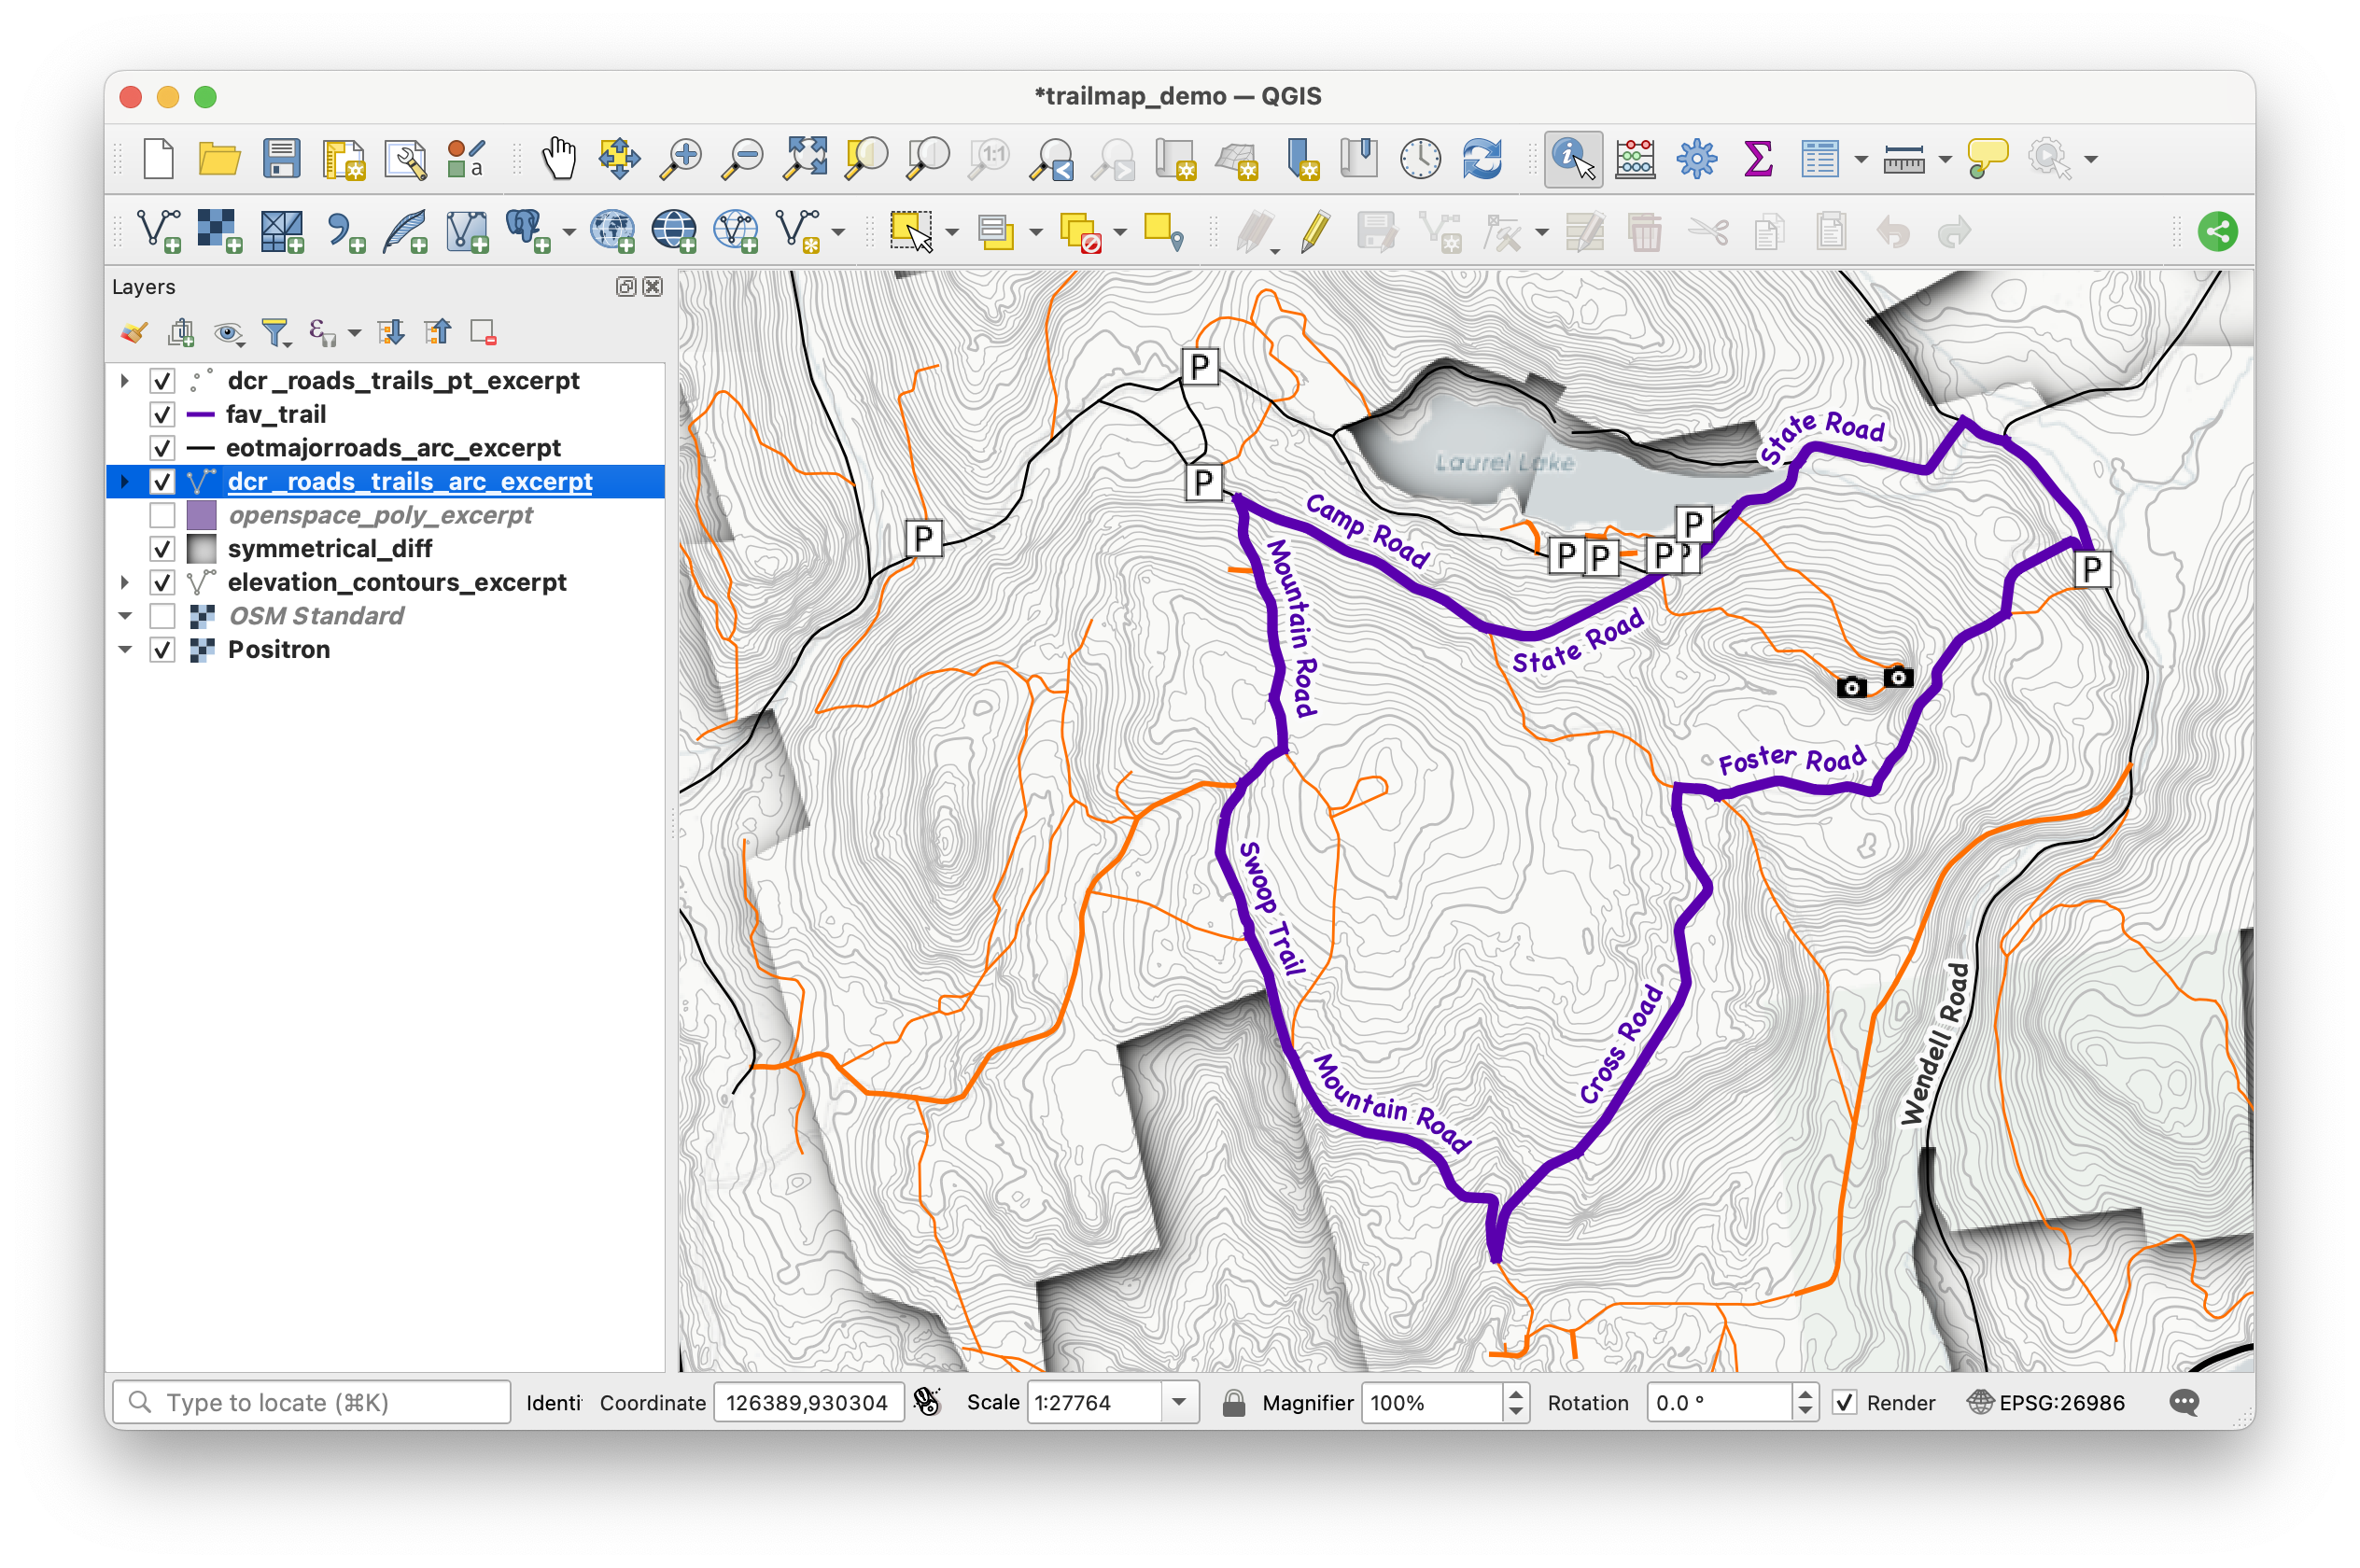 *trailmap_demo — QGIS
1:1
a
Layers
dcr_roads_trails_pt_excerpt
fav_trail
eotmajorroads_arc_excerpt
dcr_roads_trails_arc_excerpt
openspace_poly_excerpt
symmetrical_diff
elevation_contours_excerpt
OSM Standard
Positron
P
P
P
P
P
P
P
P
P
Laurel Lake
State Road
Camp Road
Mountain Road
State Road
Foster Road
Swoop Trail
Cross Road
Mountain Road
Wendell Road
Type to locate (⌘K)
Identi
Coordinate
126389,930304
Scale
1:27764
Magnifier
100%
Rotation
0.0 °
Render
EPSG:26986